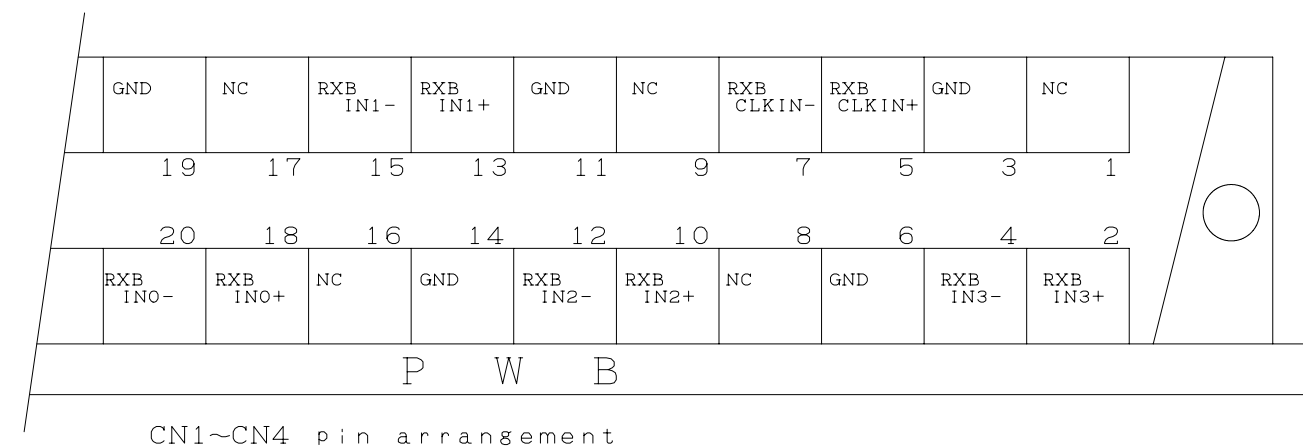 GND NC RXB RXB GND NC RXB RXB GND NC
IN1- IN1+ CLKIN- CLKIN+
19 17 15 13 11 9 7 5 3 1
20 18 16 14 12 10 8 6 4 2
RXB RXB NC GND RXB RXB NC GND RXB RXB
IN0- IN0+ IN2- IN2+ IN3- IN3+
P W B
CN1~CN4 pin arrangement